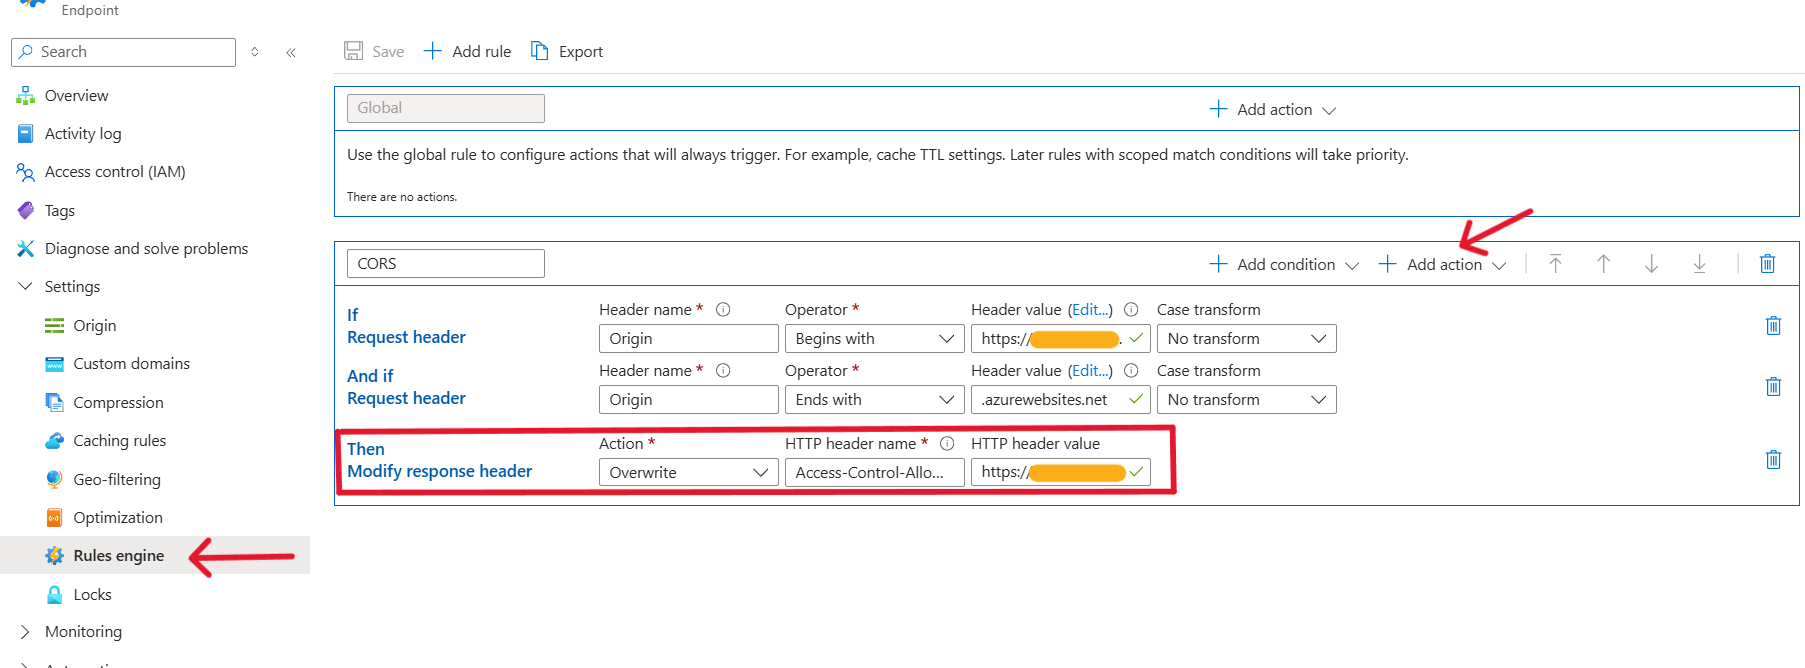 Endpoint
Search
Save
Add rule
Export
Overview
Activity log
Access control (IAM)
Tags
Diagnose and solve problems
Settings
Origin
Custom domains
Compression
Caching rules
Geo-filtering
Optimization
Rules engine
Locks
Monitoring
Global
Add action
Use the global rule to configure actions that will always trigger. For example, cache TTL settings. Later rules with scoped match conditions will take priority.
There are no actions.
CORS
Add condition
Add action
If
Request header
Header name *
Operator *
Header value (Edit...)
Case transform
Origin
Begins with
https://
.
No transform
And if
Request header
Header name *
Operator *
Header value (Edit...)
Case transform
Origin
Ends with
.azurewebsites.net
No transform
Then
Modify response header
Action *
HTTP header name *
HTTP header value
Overwrite
Access-Control-Allo...
https://